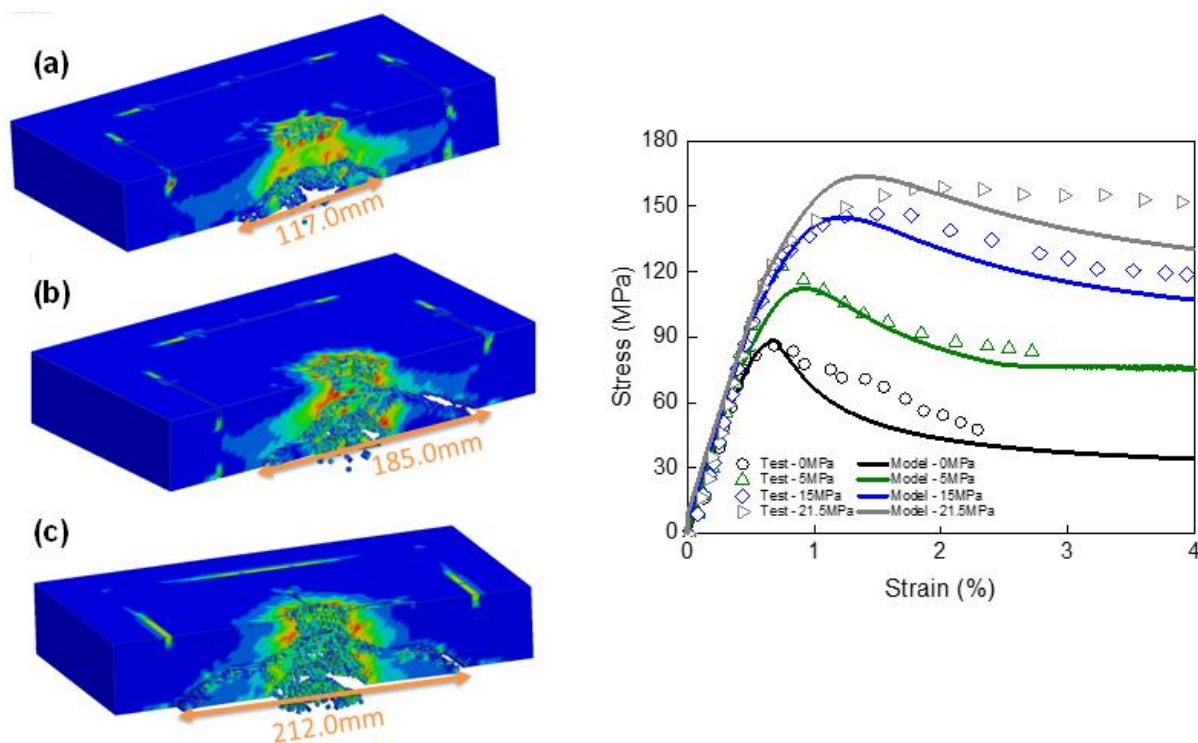 (a)
117.0mm
(b)
185.0mm
(c)
212.0mm
180
150
120
90
60
30
0
Stress (MPa)
Test - 0MPa Model - 0MPa
Test - 5MPa Model - 5MPa
Test - 15MPa Model - 15MPa
Test - 21.5MPa Model - 21.5MPa
0 1 2 3 4
Strain (%)